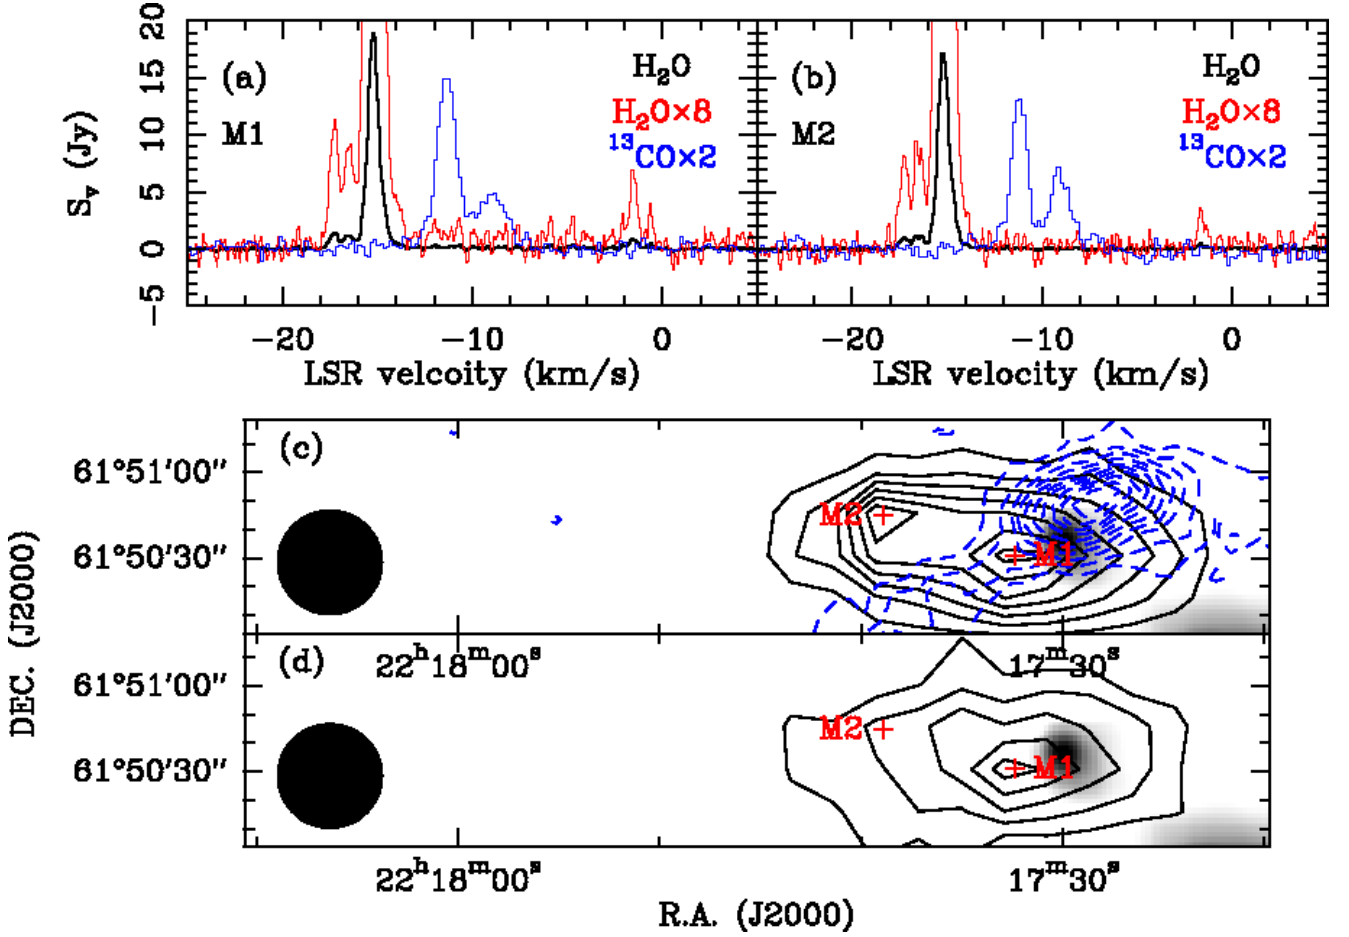 20
15
10
5
0
−5
S_v (Jy)
(a)
M1
H₂O
H₂O×8
¹³CO×2
(b)
M2
H₂O
H₂O×8
¹³CO×2
−20 −10 0
−20 −10 0
LSR velcoity (km/s)
LSR velocity (km/s)
(c)
61°51′00″
61°50′30″
M2
M1
22ʰ18ᵐ00ˢ 17ᵐ30ˢ
(d)
61°51′00″
61°50′30″
M2
M1
22ʰ18ᵐ00ˢ 17ᵐ30ˢ
DEC. (J2000)
R.A. (J2000)